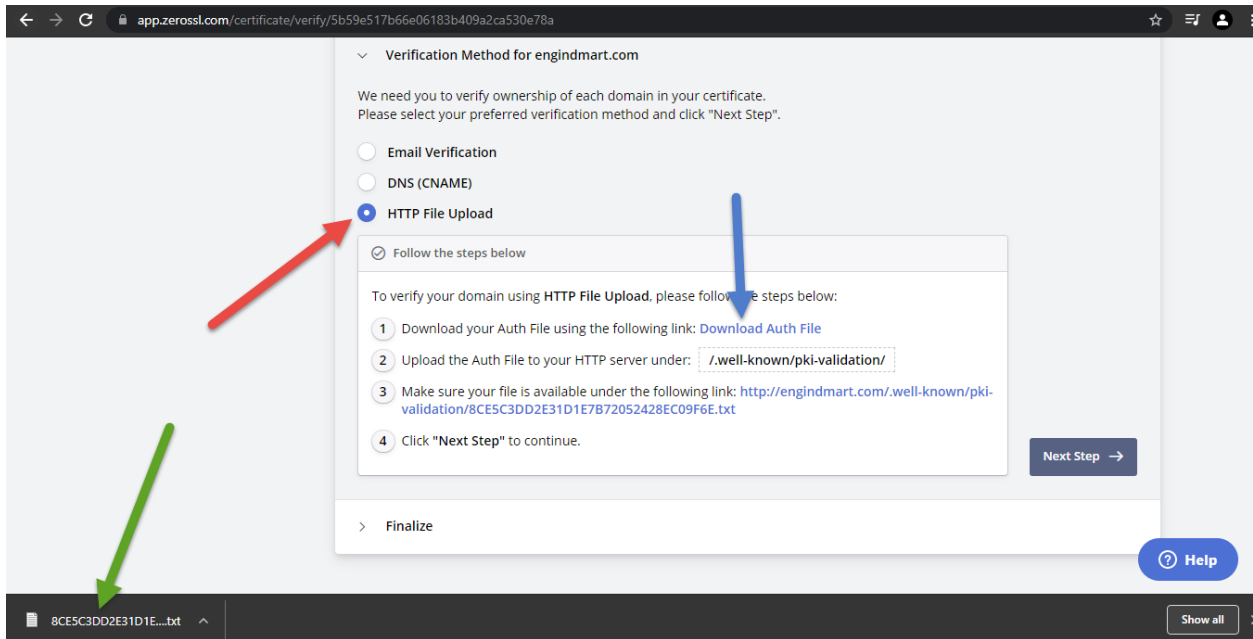 app.zerossl.com/certificate/verify/5b59e517b66e06183b409a2ca530e78a
Verification Method for engindmart.com
We need you to verify ownership of each domain in your certificate.
Please select your preferred verification method and click "Next Step".
Email Verification
DNS (CNAME)
HTTP File Upload
Follow the steps below
To verify your domain using HTTP File Upload, please follow e steps below:
1 Download your Auth File using the following link: Download Auth File
2 Upload the Auth File to your HTTP server under: /.well-known/pki-validation/
3 Make sure your file is available under the following link: http://engindmart.com/.well-known/pki-
validation/8CE5C3DD2E31D1E7B72052428EC09F6E.txt
4 Click "Next Step" to continue.
Next Step →
Finalize
? Help
8CE5C3DD2E31D1E....txt
Show all